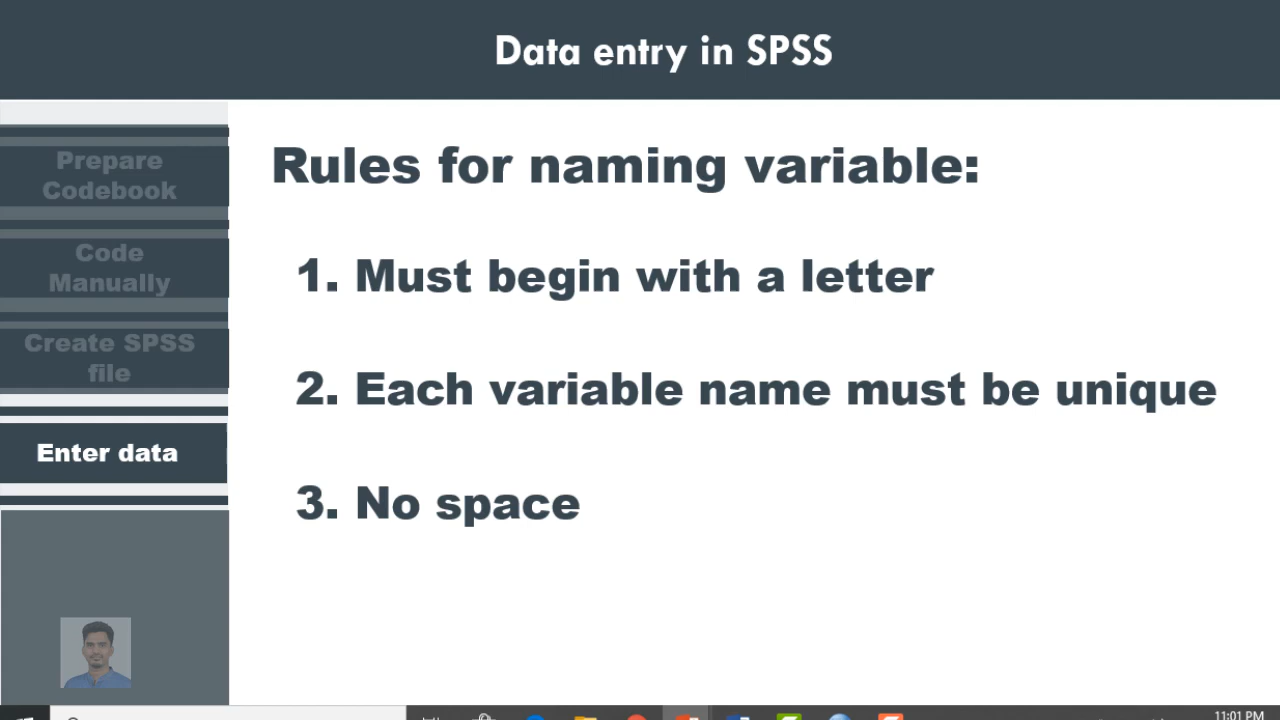 Data entry in SPSS
Prepare
Codebook
Code
Manually
Create SPSS
file
Enter data
Rules for naming variable:
1. Must begin with a letter
2. Each variable name must be unique
3. No space
11:01 PM